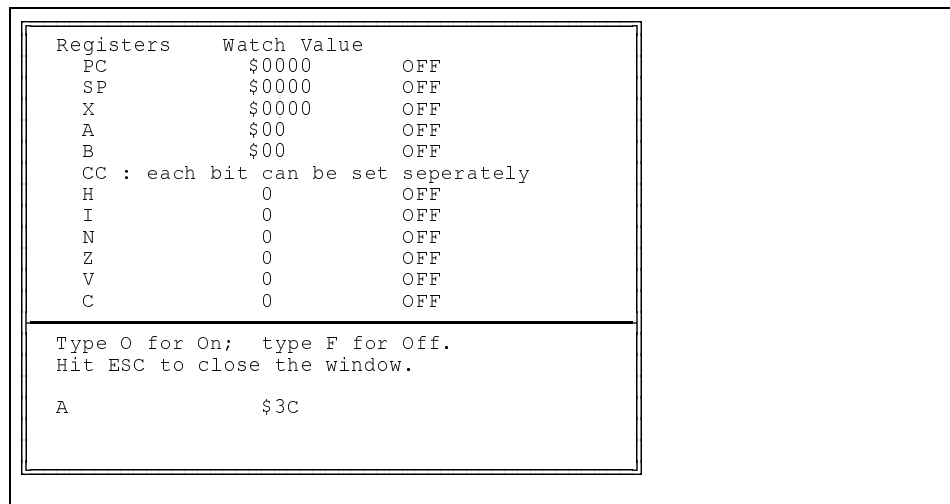 Registers Watch Value
PC $0000 OFF
SP $0000 OFF
X $0000 OFF
A $00 OFF
B $00 OFF
CC : each bit can be set seperately
H 0 OFF
I 0 OFF
N 0 OFF
Z 0 OFF
V 0 OFF
C 0 OFF
Type O for On; type F for Off.
Hit ESC to close the window.
A $3C